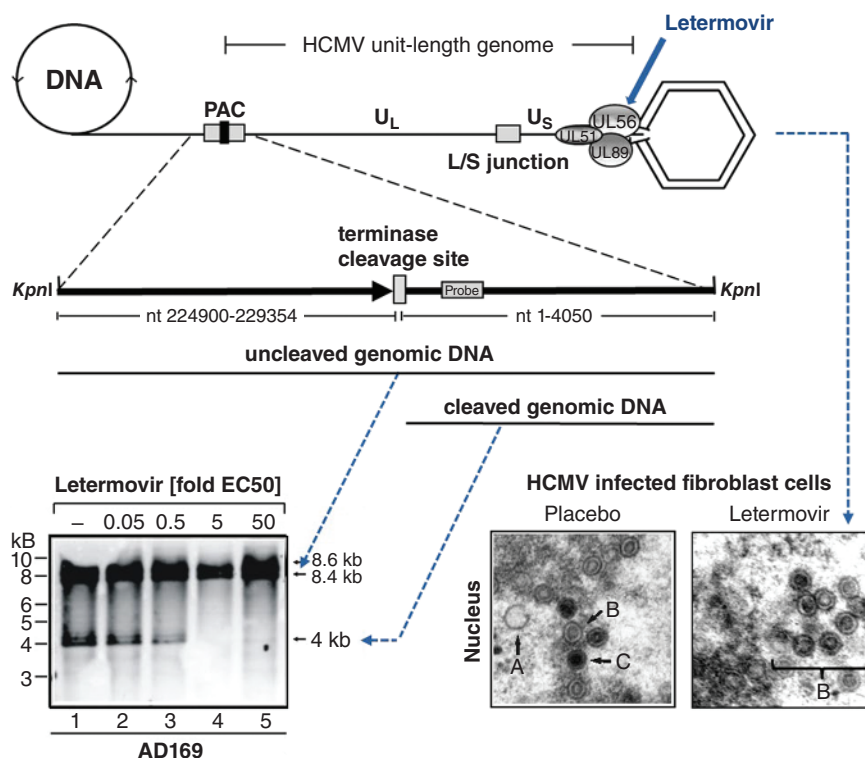 Letermovir
HCMV unit-length genome
DNA
PAC
UL
US
UL56
UL51
UL89
L/S junction
terminase
cleavage site
KpnI
Probe
KpnI
nt 224900-229354
nt 1-4050
uncleaved genomic DNA
cleaved genomic DNA
Letermovir [fold EC50]
– 0.05 0.5 5 50
kB
10
8
6
5
4
3
8.6 kb
8.4 kb
4 kb
1 2 3 4 5
AD169
HCMV infected fibroblast cells
Placebo
Letermovir
Nucleus
A
B
C
B